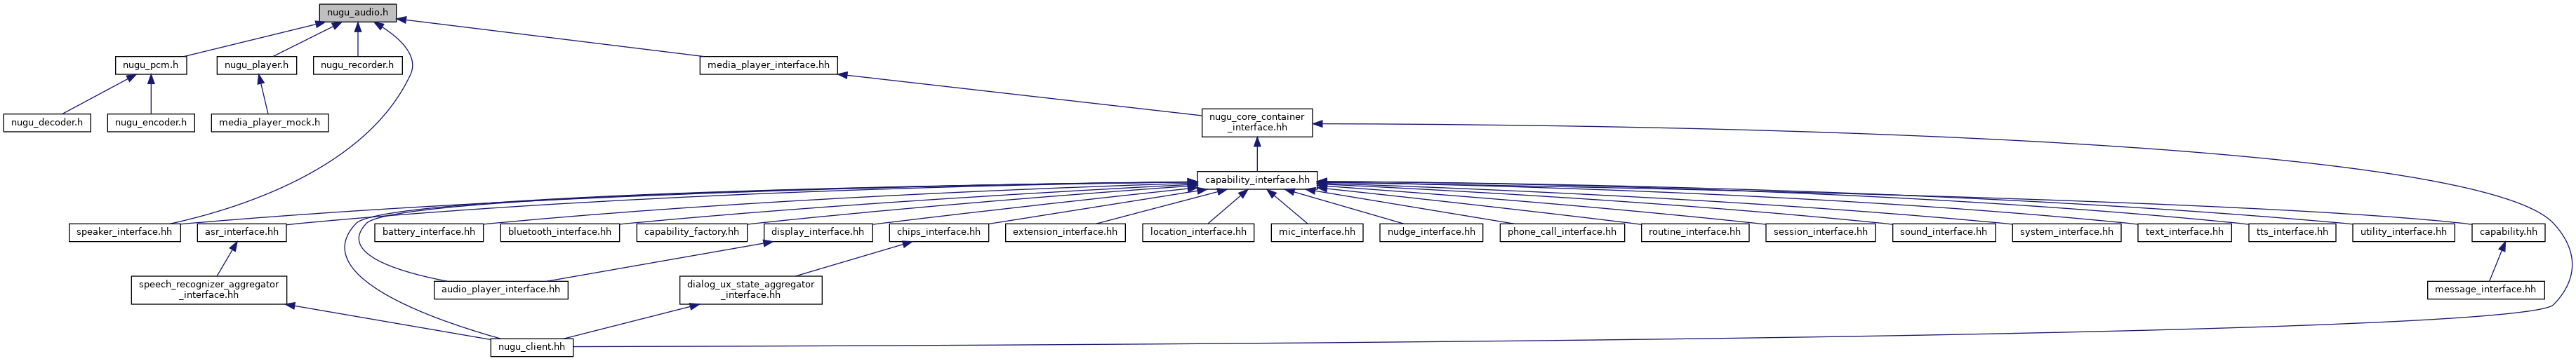 nugu_audio.h
nugu_pcm.h
nugu_player.h
nugu_recorder.h
media_player_interface.hh
nugu_decoder.h
nugu_encoder.h
media_player_mock.h
nugu_core_container
_interface.hh
capability_interface.hh
speaker_interface.hh
asr_interface.hh
battery_interface.hh
bluetooth_interface.hh
capability_factory.hh
display_interface.hh
chips_interface.hh
extension_interface.hh
location_interface.hh
mic_interface.hh
nudge_interface.hh
phone_call_interface.hh
routine_interface.hh
session_interface.hh
sound_interface.hh
system_interface.hh
text_interface.hh
tts_interface.hh
utility_interface.hh
capability.hh
speech_recognizer_aggregator
_interface.hh
audio_player_interface.hh
dialog_ux_state_aggregator
_interface.hh
message_interface.hh
nugu_client.hh